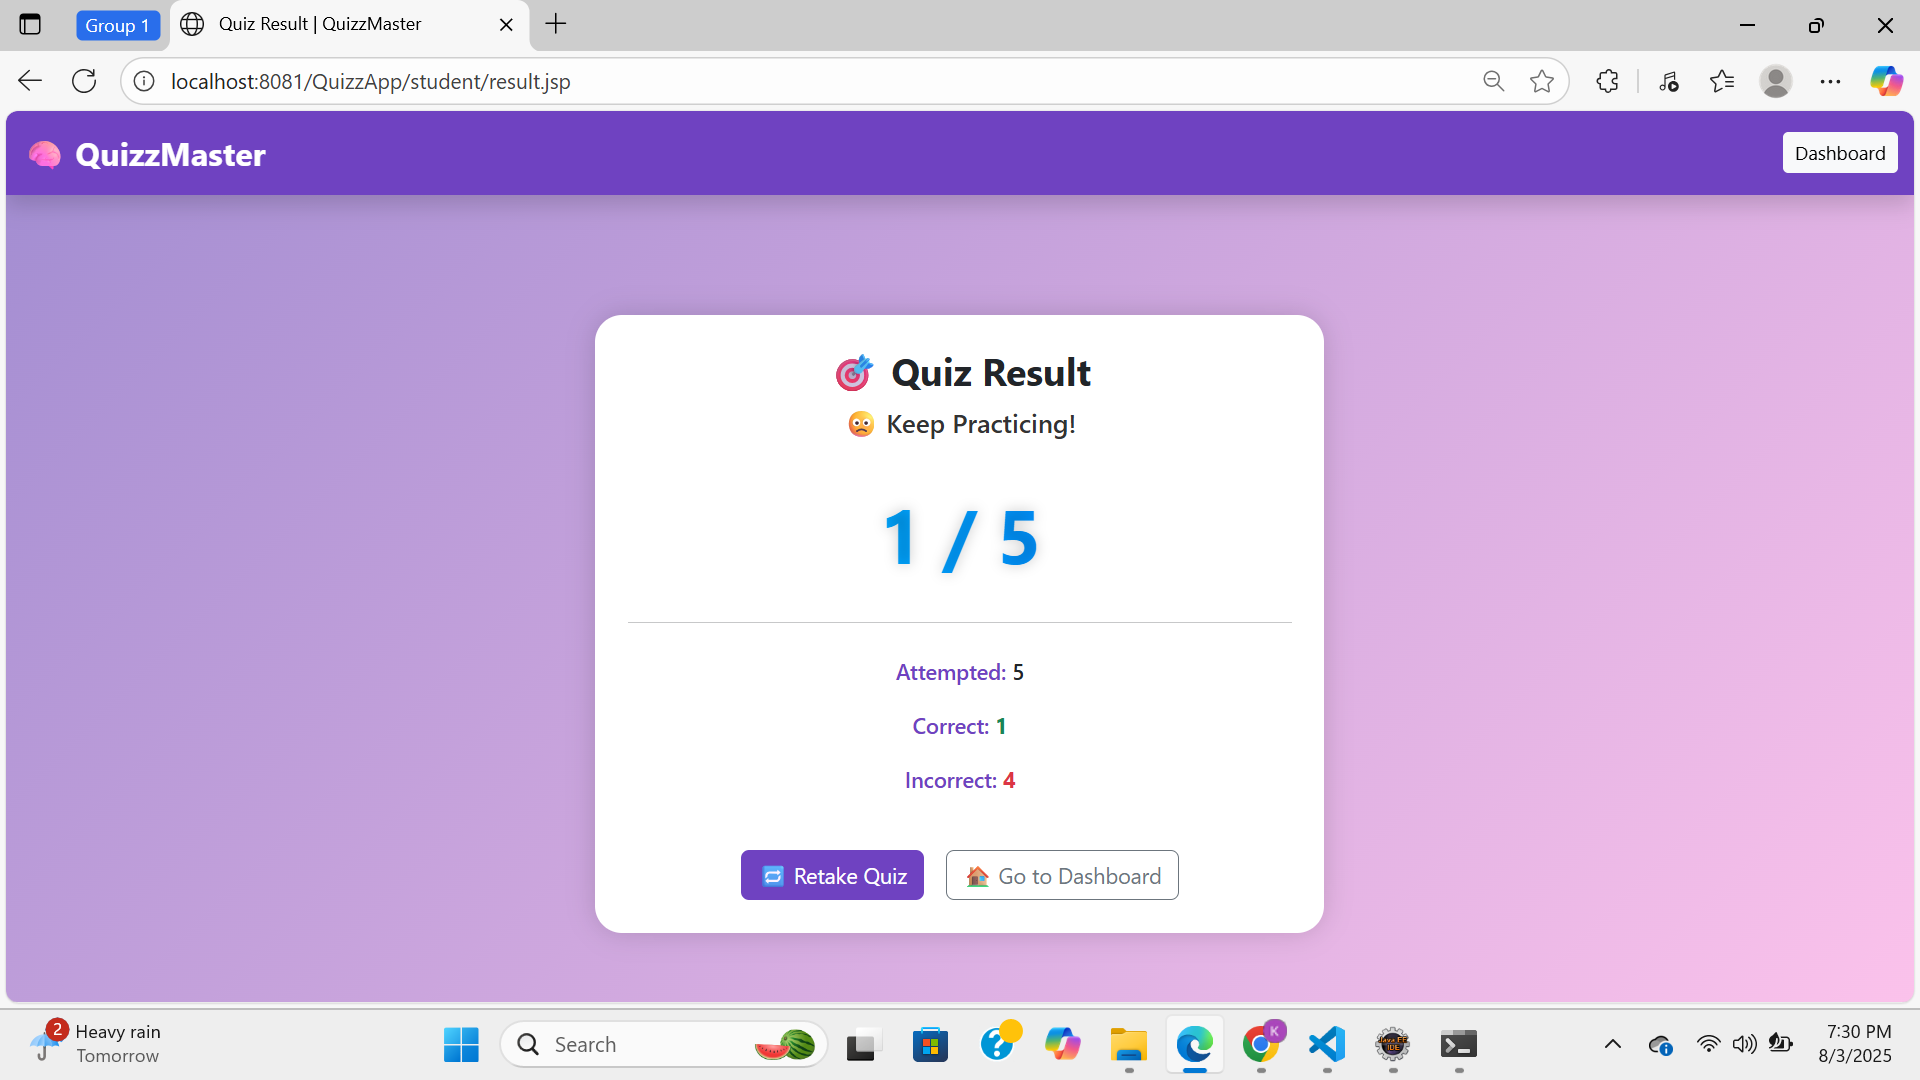 Group 1
Quiz Result | QuizzMaster
localhost:8081/QuizzApp/student/result.jsp
QuizzMaster
Dashboard
Quiz Result
Keep Practicing!
1 / 5
Attempted: 5
Correct: 1
Incorrect: 4
Retake Quiz
Go to Dashboard
2
Heavy rain
Tomorrow
Search
K
7:30 PM
8/3/2025